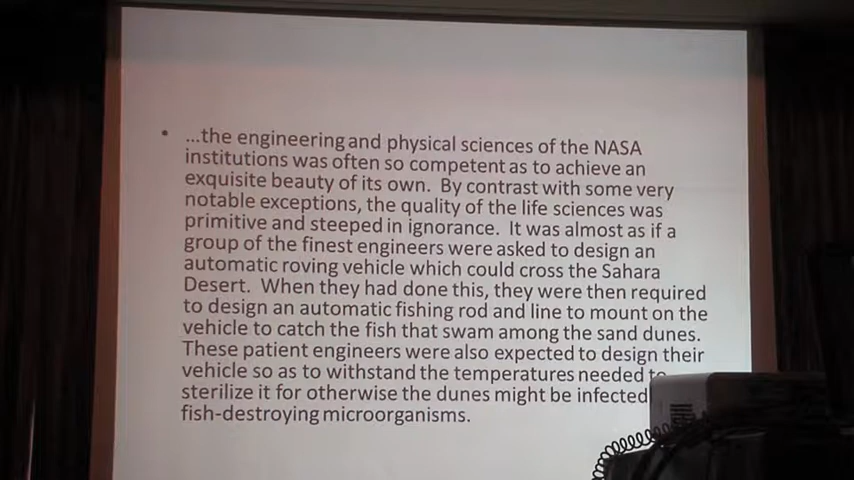 • ...the engineering and physical sciences of the NASA
institutions was often so competent as to achieve an
exquisite beauty of its own.  By contrast with some very
notable exceptions, the quality of the life sciences was
primitive and steeped in ignorance.  It was almost as if a
group of the finest engineers were asked to design an
automatic roving vehicle which could cross the Sahara
Desert.  When they had done this, they were then required
to design an automatic fishing rod and line to mount on the
vehicle to catch the fish that swam among the sand dunes.
These patient engineers were also expected to design their
vehicle so as to withstand the temperatures needed to
sterilize it for otherwise the dunes might be infected
fish-destroying microorganisms.